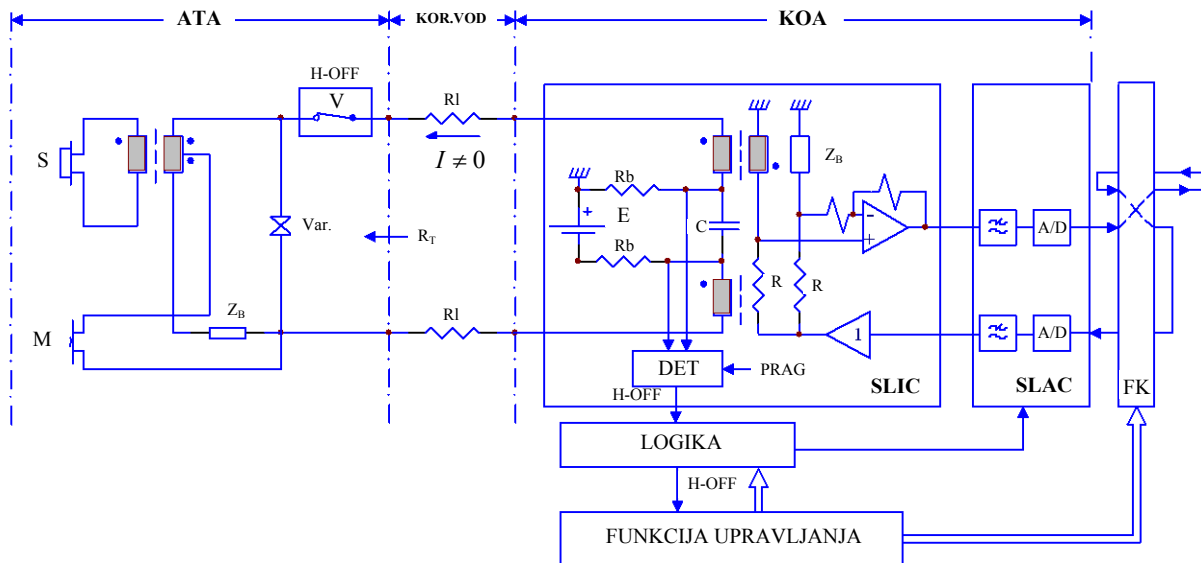 ATA
KOR.VOD
KOA
H-OFF
V
Rl
I ≠ 0
S
Var.
R_T
Z_B
M
Rl
Rb
E
+
Rb
C
Z_B
R
R
-
+
1
A/D
A/D
DET
PRAG
H-OFF
SLIC
SLAC
FK
LOGIKA
H-OFF
FUNKCIJA UPRAVLJANJA